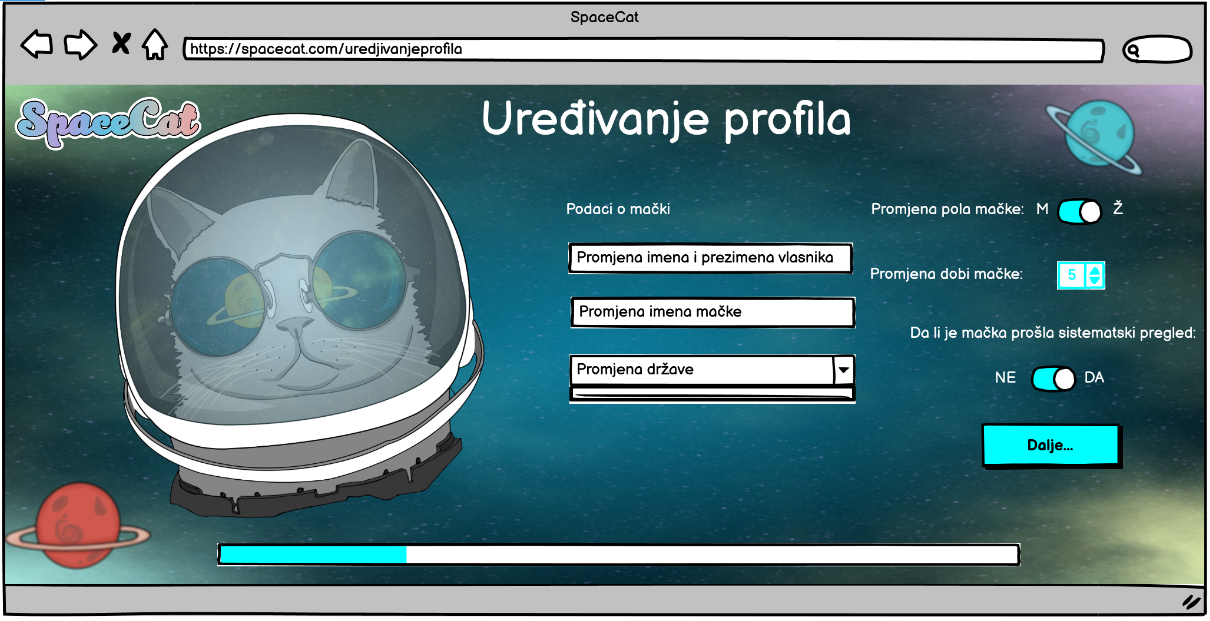 SpaceCat
https://spacecat.com/uredjivanjeprofila
SpaceCat
Uređivanje profila
Podaci o mački
Promjena imena i prezimena vlasnika
Promjena imena mačke
Promjena države
Promjena pola mačke: M Ž
Promjena dobi mačke: 5
Da li je mačka prošla sistematski pregled:
NE DA
Dalje...